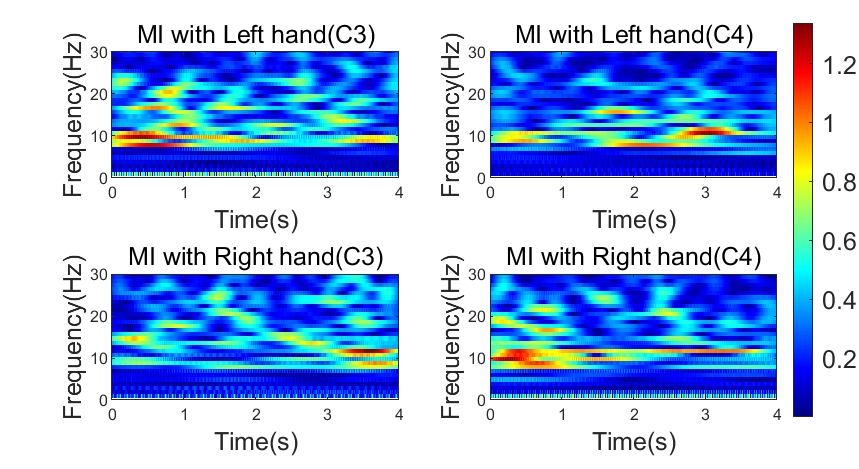 MI with Left hand(C3)
MI with Left hand(C4)
Frequency(Hz)
30
20
10
0
0 1 2 3 4
Time(s)
Frequency(Hz)
30
20
10
0
0 1 2 3 4
Time(s)
MI with Right hand(C3)
MI with Right hand(C4)
Frequency(Hz)
30
20
10
0
0 1 2 3 4
Time(s)
Frequency(Hz)
30
20
10
0
0 1 2 3 4
Time(s)
1.2
1
0.8
0.6
0.4
0.2